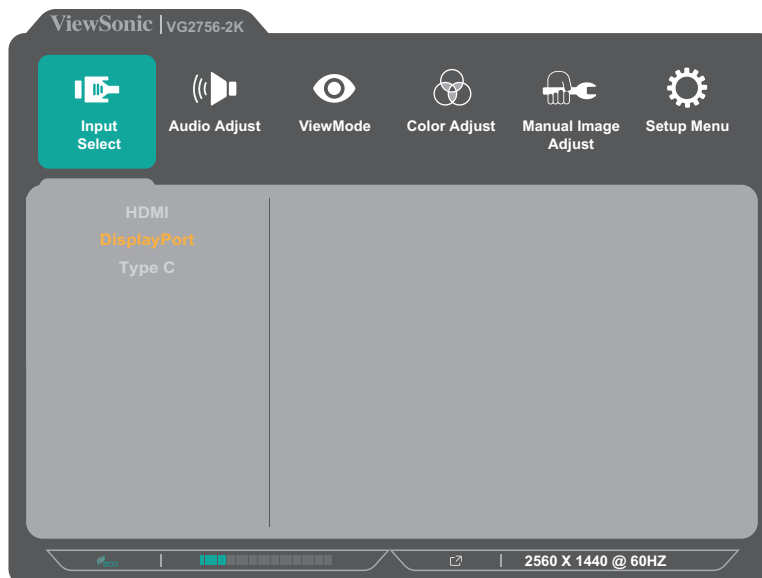 ViewSonic | VG2756-2K
Input Select
Audio Adjust
ViewMode
Color Adjust
Manual Image Adjust
Setup Menu
HDMI
DisplayPort
Type C
eco
2560 X 1440 @ 60HZ